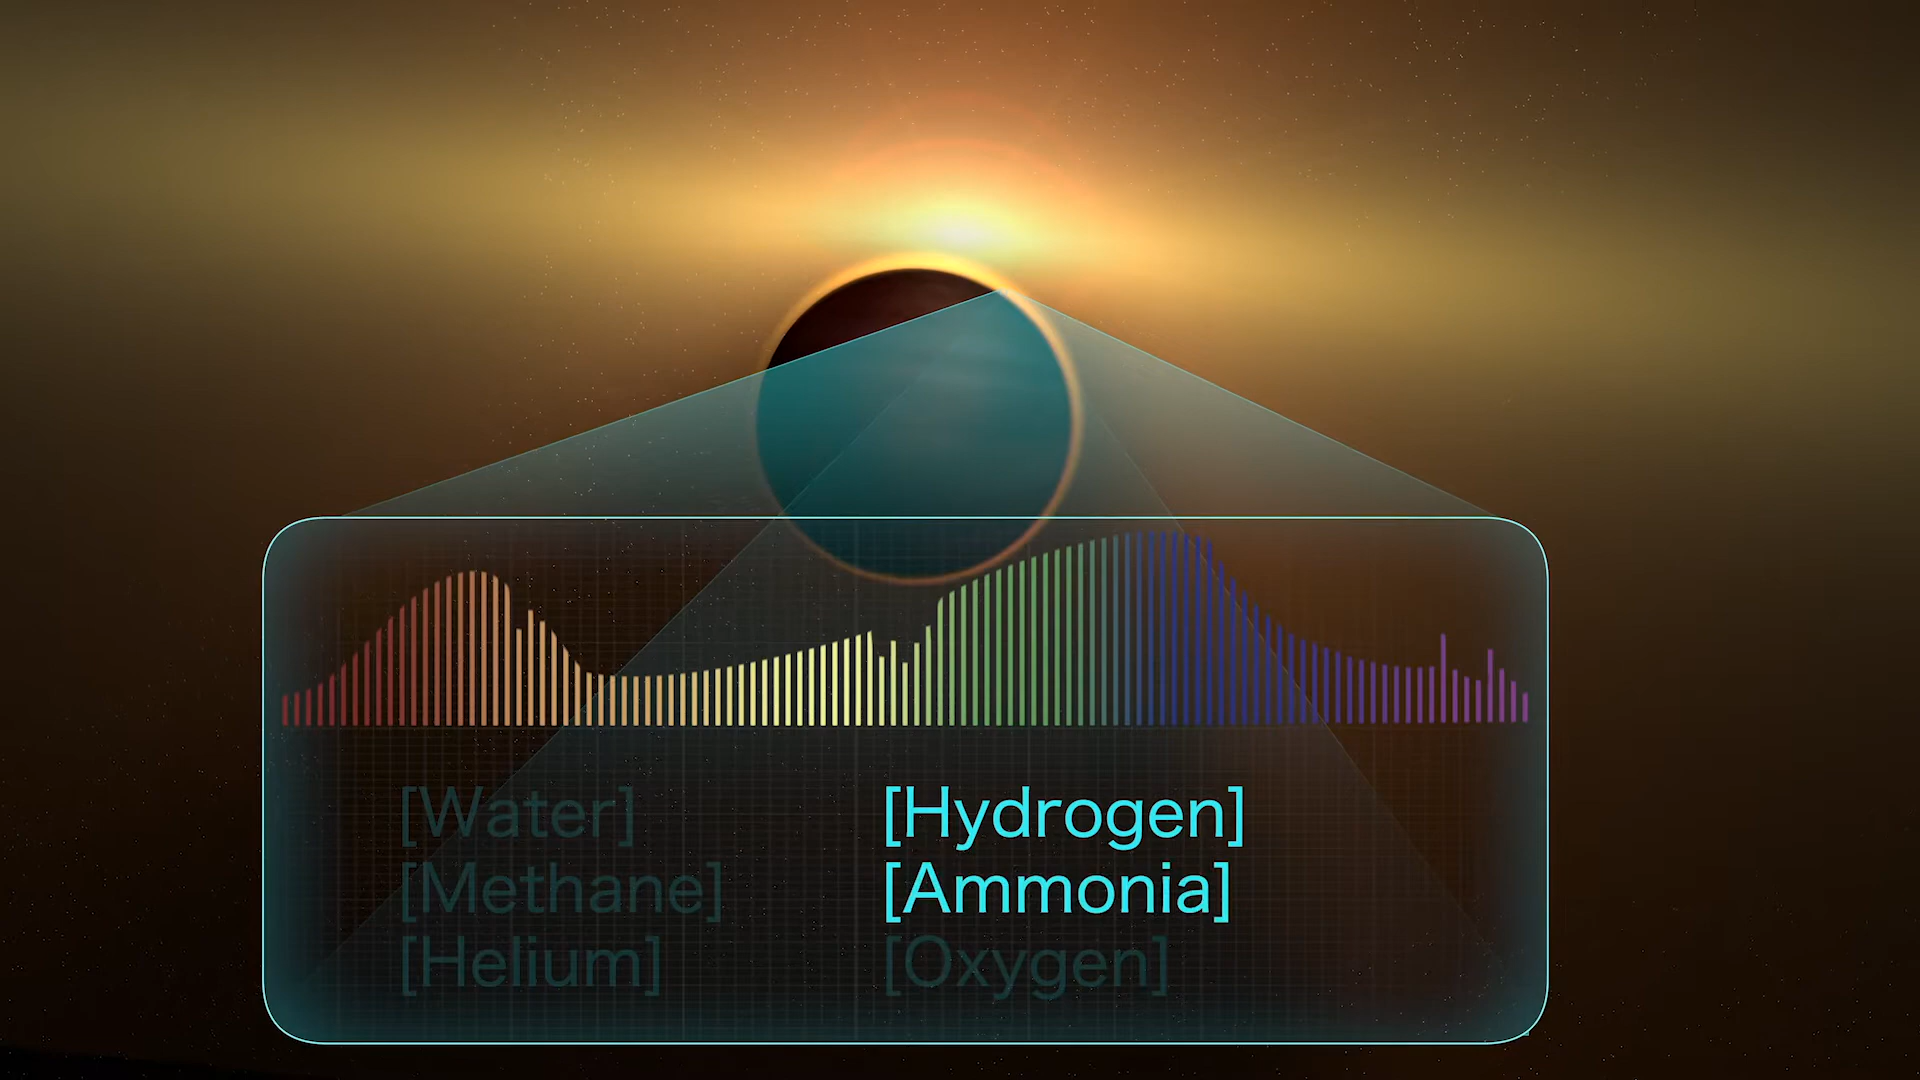 [Water]
[Methane]
[Helium]
[Hydrogen]
[Ammonia]
[Oxygen]